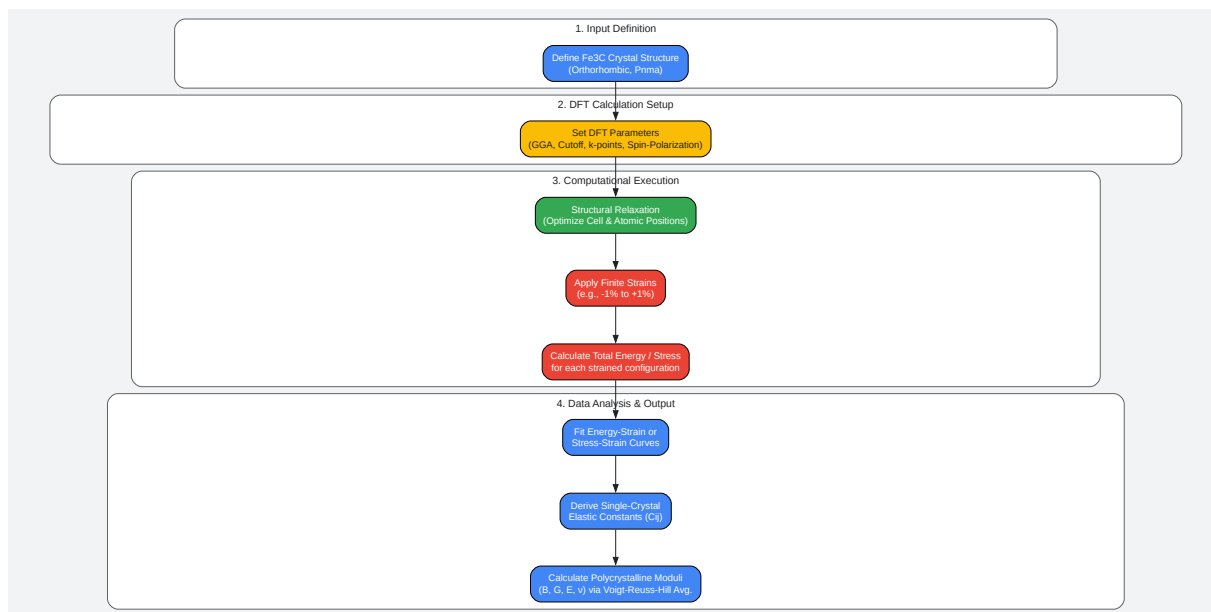 1. Input Definition
Define Fe3C Crystal Structure
(Orthorhombic, Pnma)
2. DFT Calculation Setup
Set DFT Parameters
(GGA, Cutoff, k-points, Spin-Polarization)
3. Computational Execution
Structural Relaxation
(Optimize Cell & Atomic Positions)
Apply Finite Strains
(e.g., -1% to +1%)
Calculate Total Energy / Stress
for each strained configuration
4. Data Analysis & Output
Fit Energy-Strain or
Stress-Strain Curves
Derive Single-Crystal
Elastic Constants (Cij)
Calculate Polycrystalline Moduli
(B, G, E, ν) via Voigt-Reuss-Hill Avg.